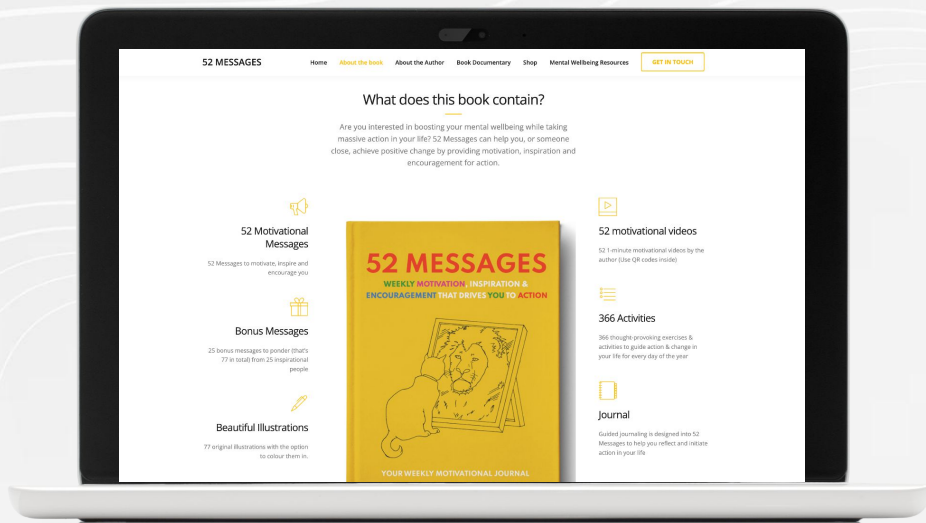 52 MESSAGES
Home About the book About the Author Book Documentary Shop Mental Wellbeing Resources GET IN TOUCH
What does this book contain?
Are you interested in boosting your mental wellbeing while taking
massive action in your life? 52 Messages can help you, or someone
close, achieve positive change by providing motivation, inspiration and
encouragement for action.
52 Motivational
Messages
52 Messages to motivate, inspire and
encourage you
Bonus Messages
25 bonus messages to ponder (that's
77 in total) from 25 inspirational
people
Beautiful Illustrations
77 original illustrations with the option
to colour them in.
52 MESSAGES
WEEKLY MOTIVATION, INSPIRATION &
ENCOURAGEMENT THAT DRIVES YOU TO ACTION
YOUR WEEKLY MOTIVATIONAL JOURNAL
52 motivational videos
52 1-minute motivational videos by the
author (Use QR codes inside)
366 Activities
366 thought-provoking exercises &
activities to guide action & change in
your life for every day of the year
Journal
Guided journaling is designed into 52
Messages to help you reflect and initiate
action in your life